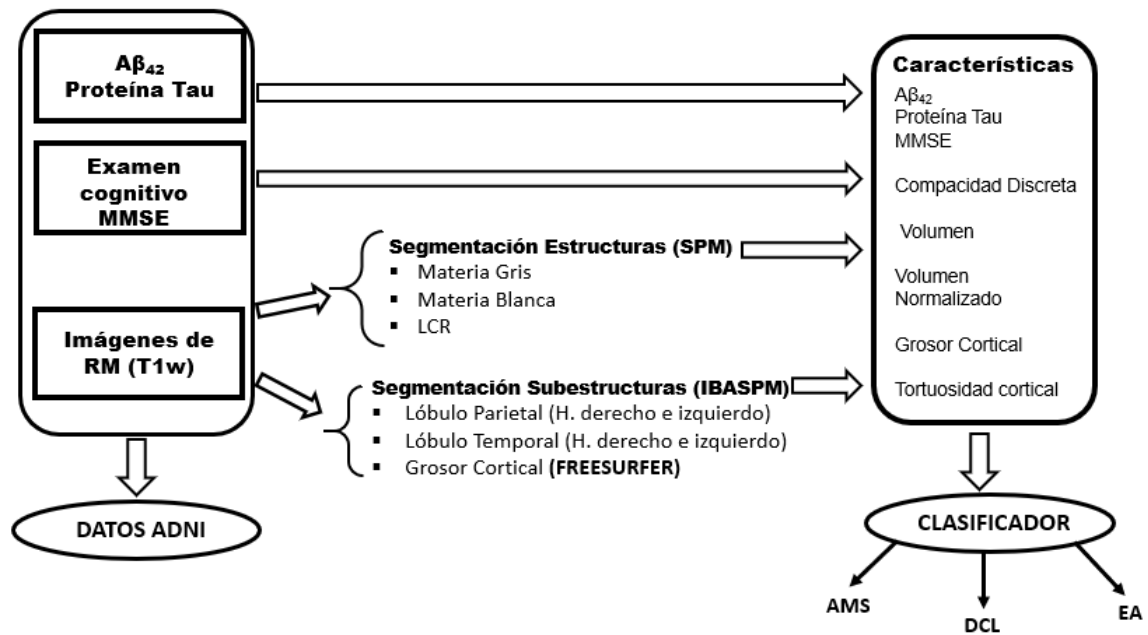 Aβ₄₂
Proteína Tau
Examen
cognitivo
MMSE
Imágenes de
RM (T1w)
DATOS ADNI
Segmentación Estructuras (SPM)
▪ Materia Gris
▪ Materia Blanca
▪ LCR
Segmentación Subestructuras (IBASPM)
▪ Lóbulo Parietal (H. derecho e izquierdo)
▪ Lóbulo Temporal (H. derecho e izquierdo)
▪ Grosor Cortical (FREESURFER)
Característícas
Aβ₄₂
Proteína Tau
MMSE
Compacidad Discreta
Volumen
Volumen
Normalizado
Grosor Cortical
Tortuosidad cortical
CLASIFICADOR
AMS
DCL
EA